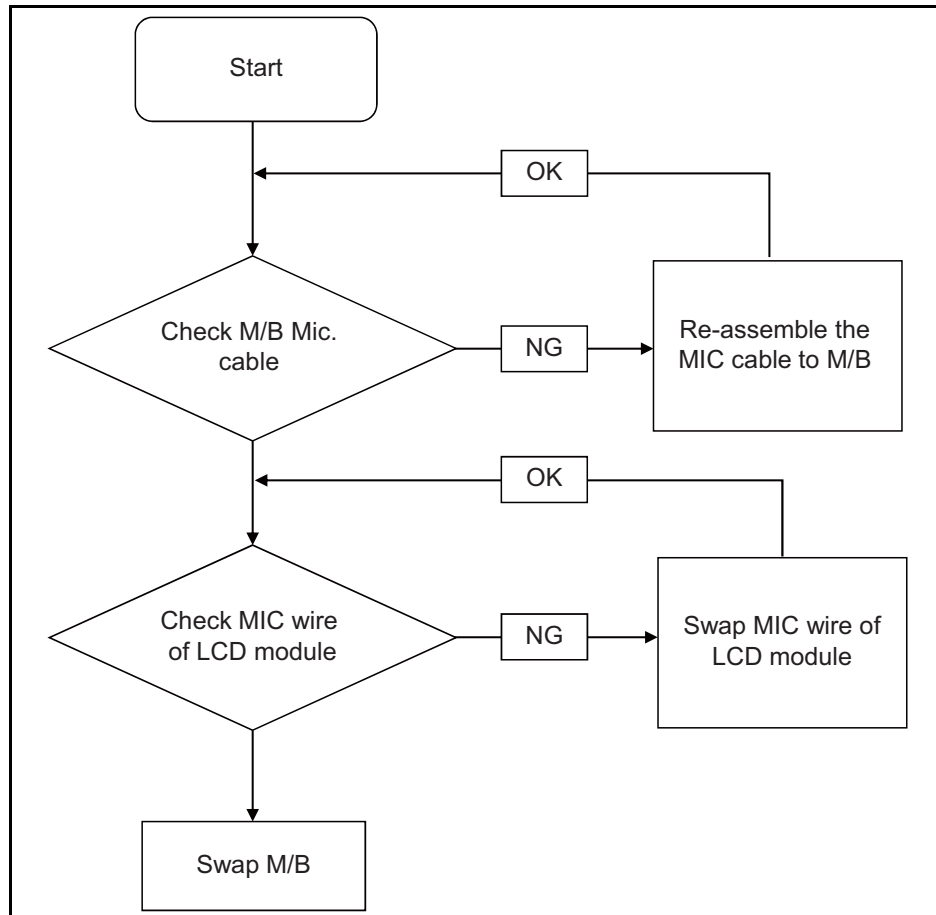 Start
OK
Check M/B Mic.
cable
NG
Re-assemble the
MIC cable to M/B
OK
Check MIC wire
of LCD module
NG
Swap MIC wire of
LCD module
Swap M/B